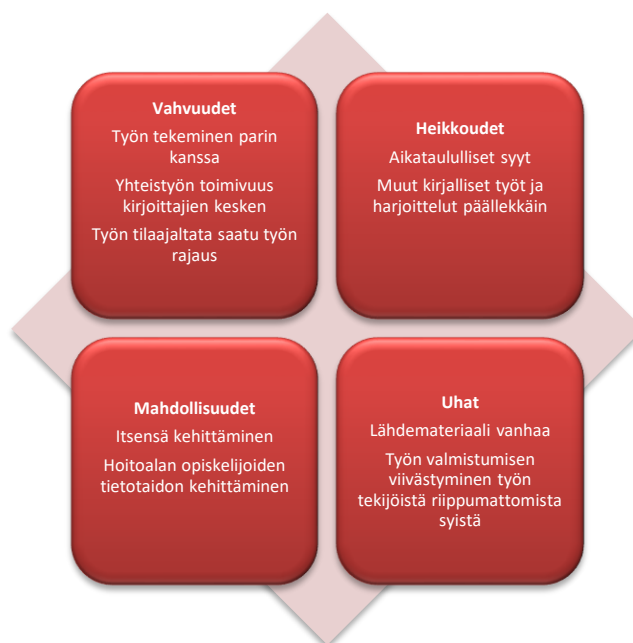 Vahvuudet
Työn tekeminen parin
kanssa
Yhteistyön toimivuus
kirjoittajien kesken
Työn tilaajaltata saatu työn
rajaus
Heikkoudet
Aikataululliset syyt
Muut kirjalliset työt ja
harjoittelut päällekkäin
Mahdollisuudet
Itsensä kehittäminen
Hoitoalan opiskelijoiden
tietotaidon kehittäminen
Uhat
Lähdemateriaali vanhaa
Työn valmistumisen
viivästyminen työn
tekijöistä riippumattomista
syistä